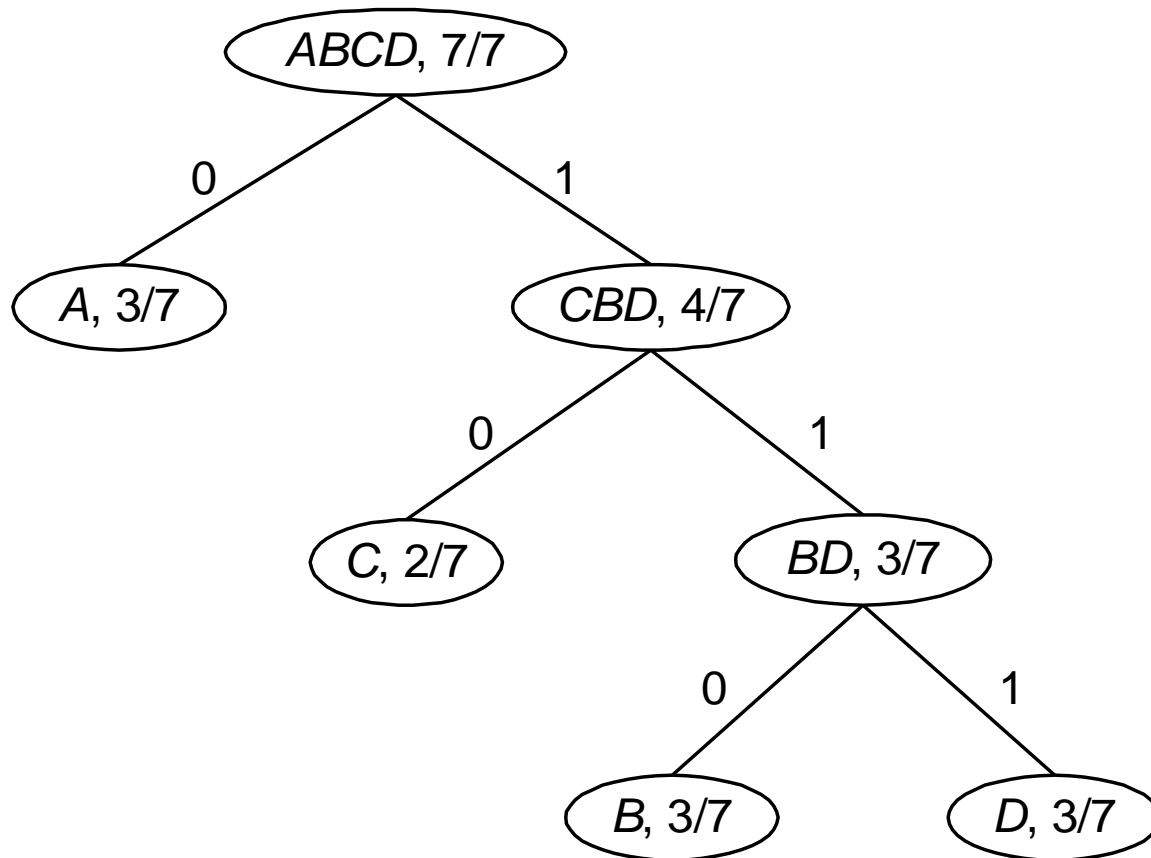 ABCD, 7/7
0
1
A, 3/7
CBD, 4/7
0
1
C, 2/7
BD, 3/7
0
1
B, 3/7
D, 3/7